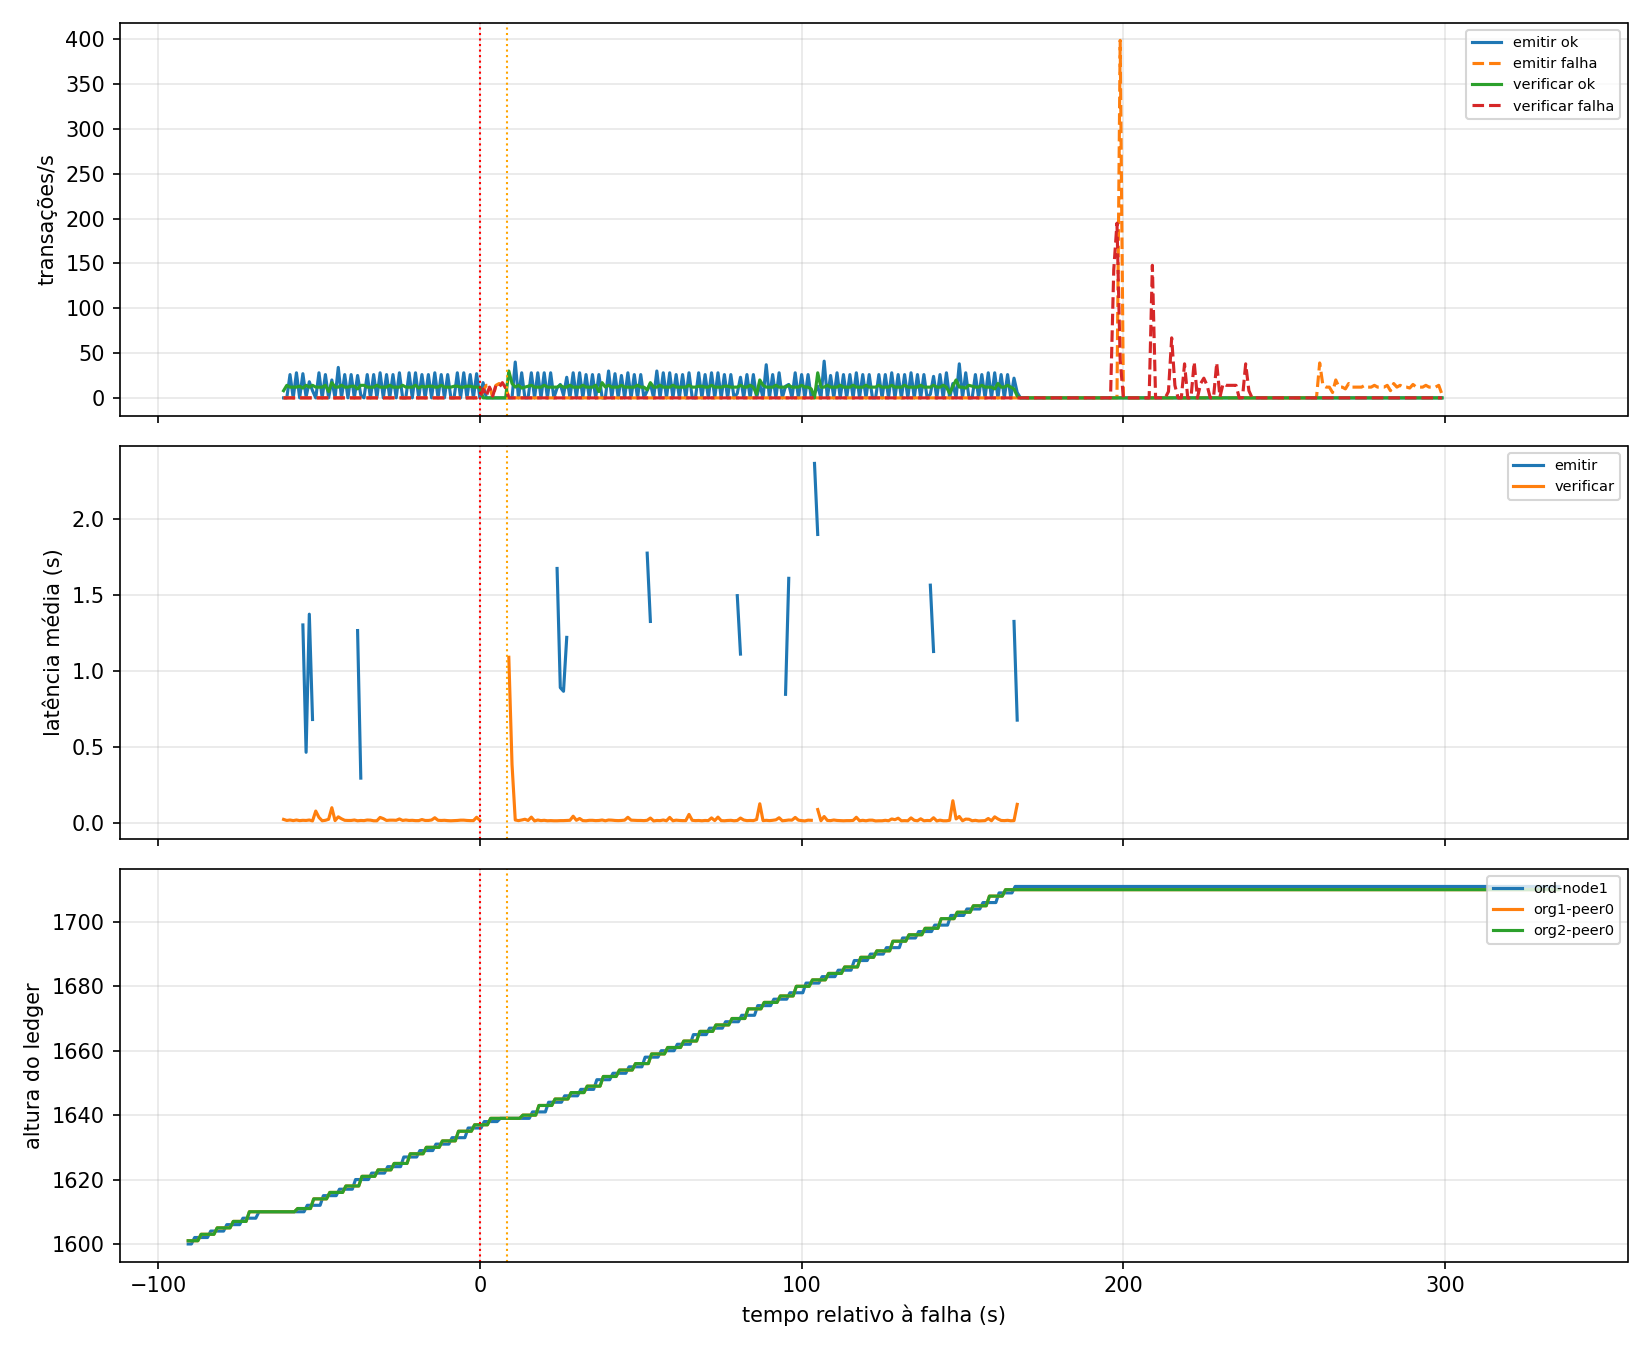 400
350
300
250
200
150
100
50
0
transações/s
emitir ok
emitir falha
verificar ok
verificar falha
2.0
1.5
1.0
0.5
0.0
latência média (s)
emitir
verificar
1700
1680
1660
1640
1620
1600
altura do ledger
ord-node1
org1-peer0
org2-peer0
−100
0
100
200
300
tempo relativo à falha (s)